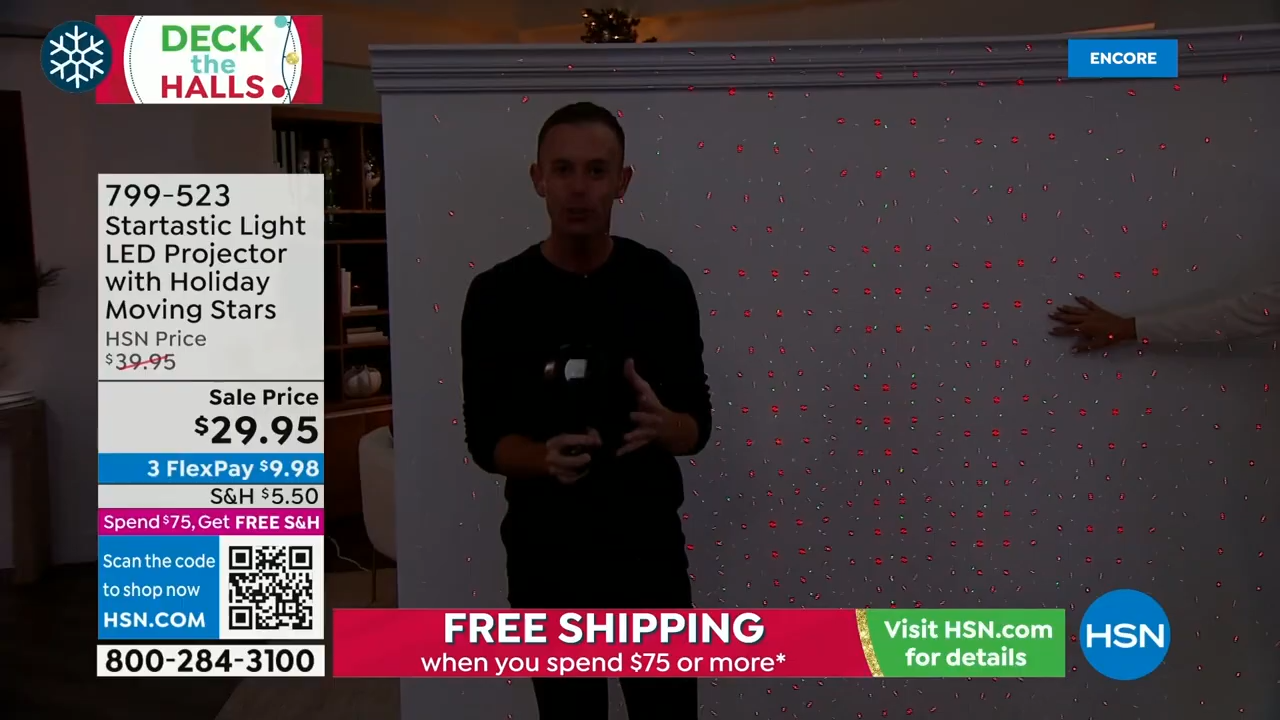 DECK
the
HALLS
ENCORE
799-523
Startastic Light
LED Projector
with Holiday
Moving Stars
HSN Price
$39.95
Sale Price
$29.95
3 FlexPay $9.98
S&H $5.50
Spend $75, Get FREE S&H
Scan the code
to shop now
HSN.COM
800-284-3100
FREE SHIPPING
when you spend $75 or more*
Visit HSN.com
for details
HSN